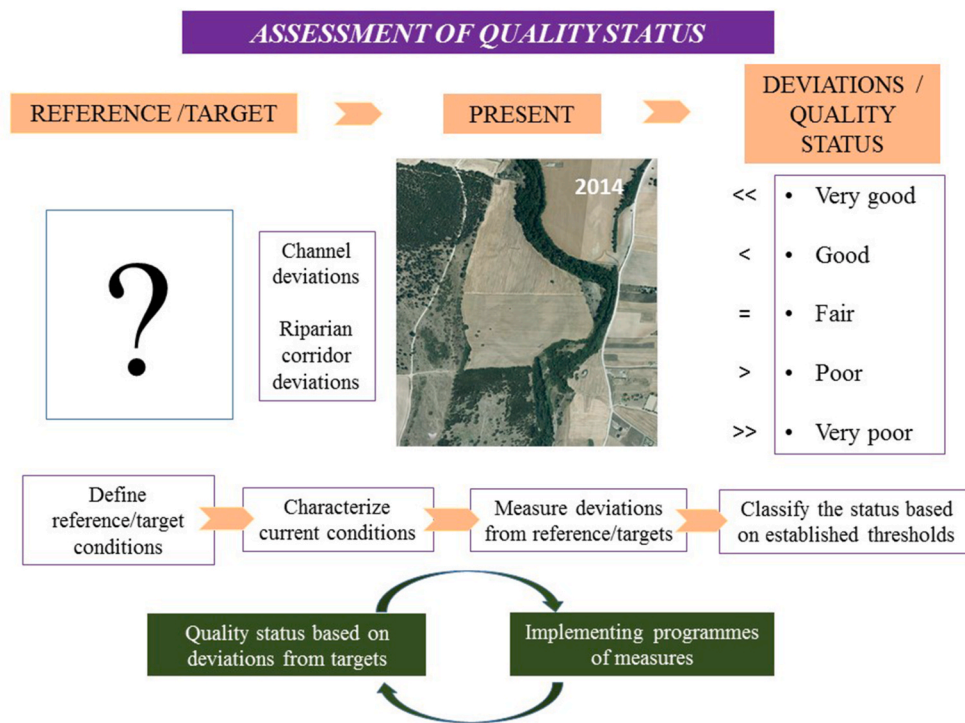 ASSESSMENT OF QUALITY STATUS
REFERENCE /TARGET
PRESENT
DEVIATIONS /
QUALITY
STATUS
?
Channel
deviations
Riparian
corridor
deviations
2014
<< • Very good
< • Good
= • Fair
> • Poor
>> • Very poor
Define
reference/target
conditions
Characterize
current conditions
Measure deviations
from reference/targets
Classify the status based
on established thresholds
Quality status based on
deviations from targets
Implementing programmes
of measures